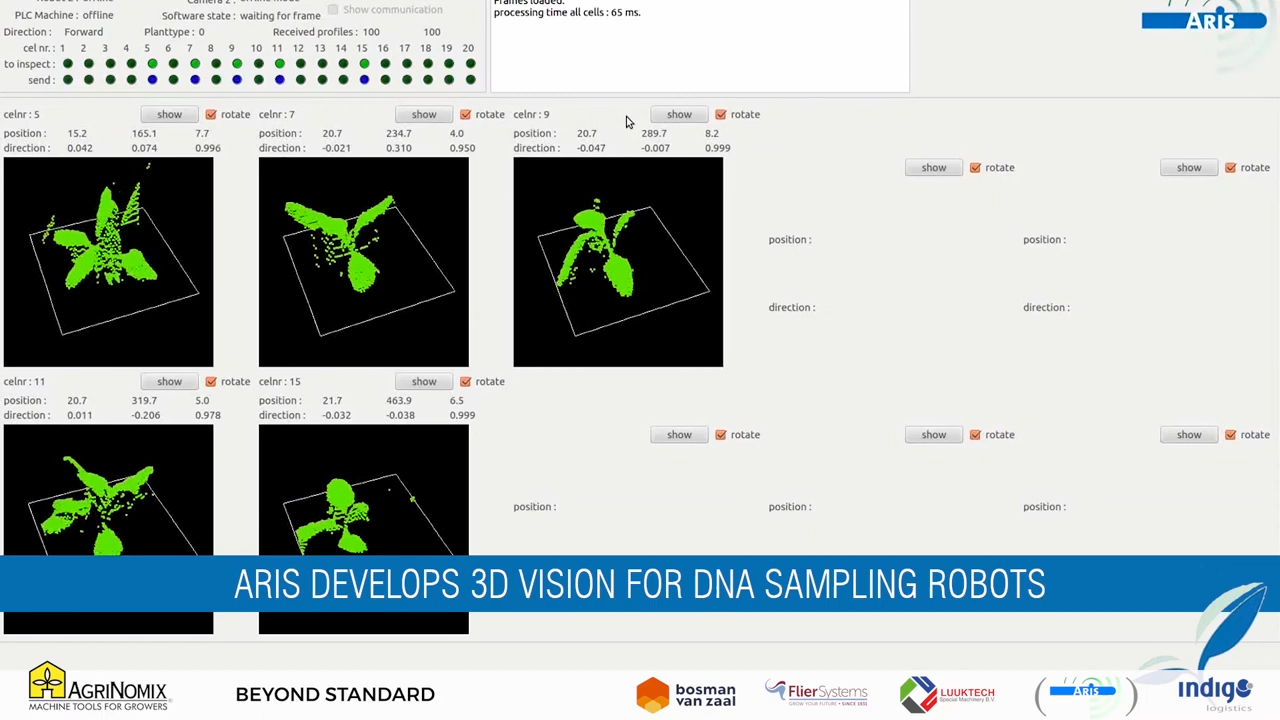 PLC Machine : offline
Software state : waiting for frame
Show communication
Direction : Forward Planttype : 0 Received profiles : 100 100
cel nr. 1 2 3 4 5 6 7 8 9 10 11 12 13 14 15 16 17 18 19 20
to inspect :
send :
Frames loaded.
processing time all cells : 65 ms.
ARIS
celnr : 5 show rotate
position : 15.2 165.1 7.7
direction : 0.042 0.074 0.996
celnr : 7 show rotate
position : 20.7 234.7 4.0
direction : -0.021 0.310 0.950
celnr : 9 show rotate
position : 20.7 289.7 8.2
direction : -0.047 -0.007 0.999
show rotate
position :
direction :
show rotate
position :
direction :
celnr : 11 show rotate
position : 20.7 319.7 5.0
direction : 0.011 -0.206 0.978
celnr : 15 show rotate
position : 21.7 463.9 6.5
direction : -0.032 -0.038 0.999
show rotate
position :
show rotate
position :
show rotate
position :
ARIS DEVELOPS 3D VISION FOR DNA SAMPLING ROBOTS
AGRINOMIX
MACHINE TOOLS FOR GROWERS
BEYOND STANDARD
bosman
van zaal
FlierSystems
GROW YOUR FUTURE • SINCE 1931
LUUKTECH
Special Machinery B.V.
ARIS
indigo
logistics